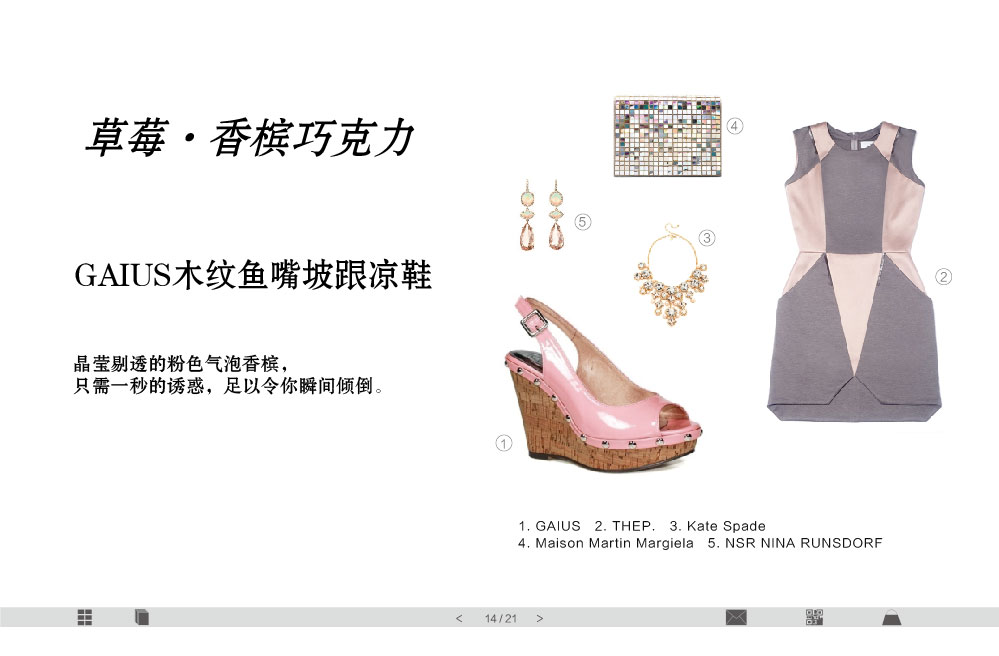 草莓·香槟巧克力
GAIUS木纹鱼嘴坡跟凉鞋
晶莹剔透的粉色气泡香槟，
只需一秒的诱惑，足以令你瞬间倾倒。
4
5
3
2
1
1. GAIUS 2. THEP. 3. Kate Spade
4. Maison Martin Margiela 5. NSR NINA RUNSDORF
< 14 / 21 >